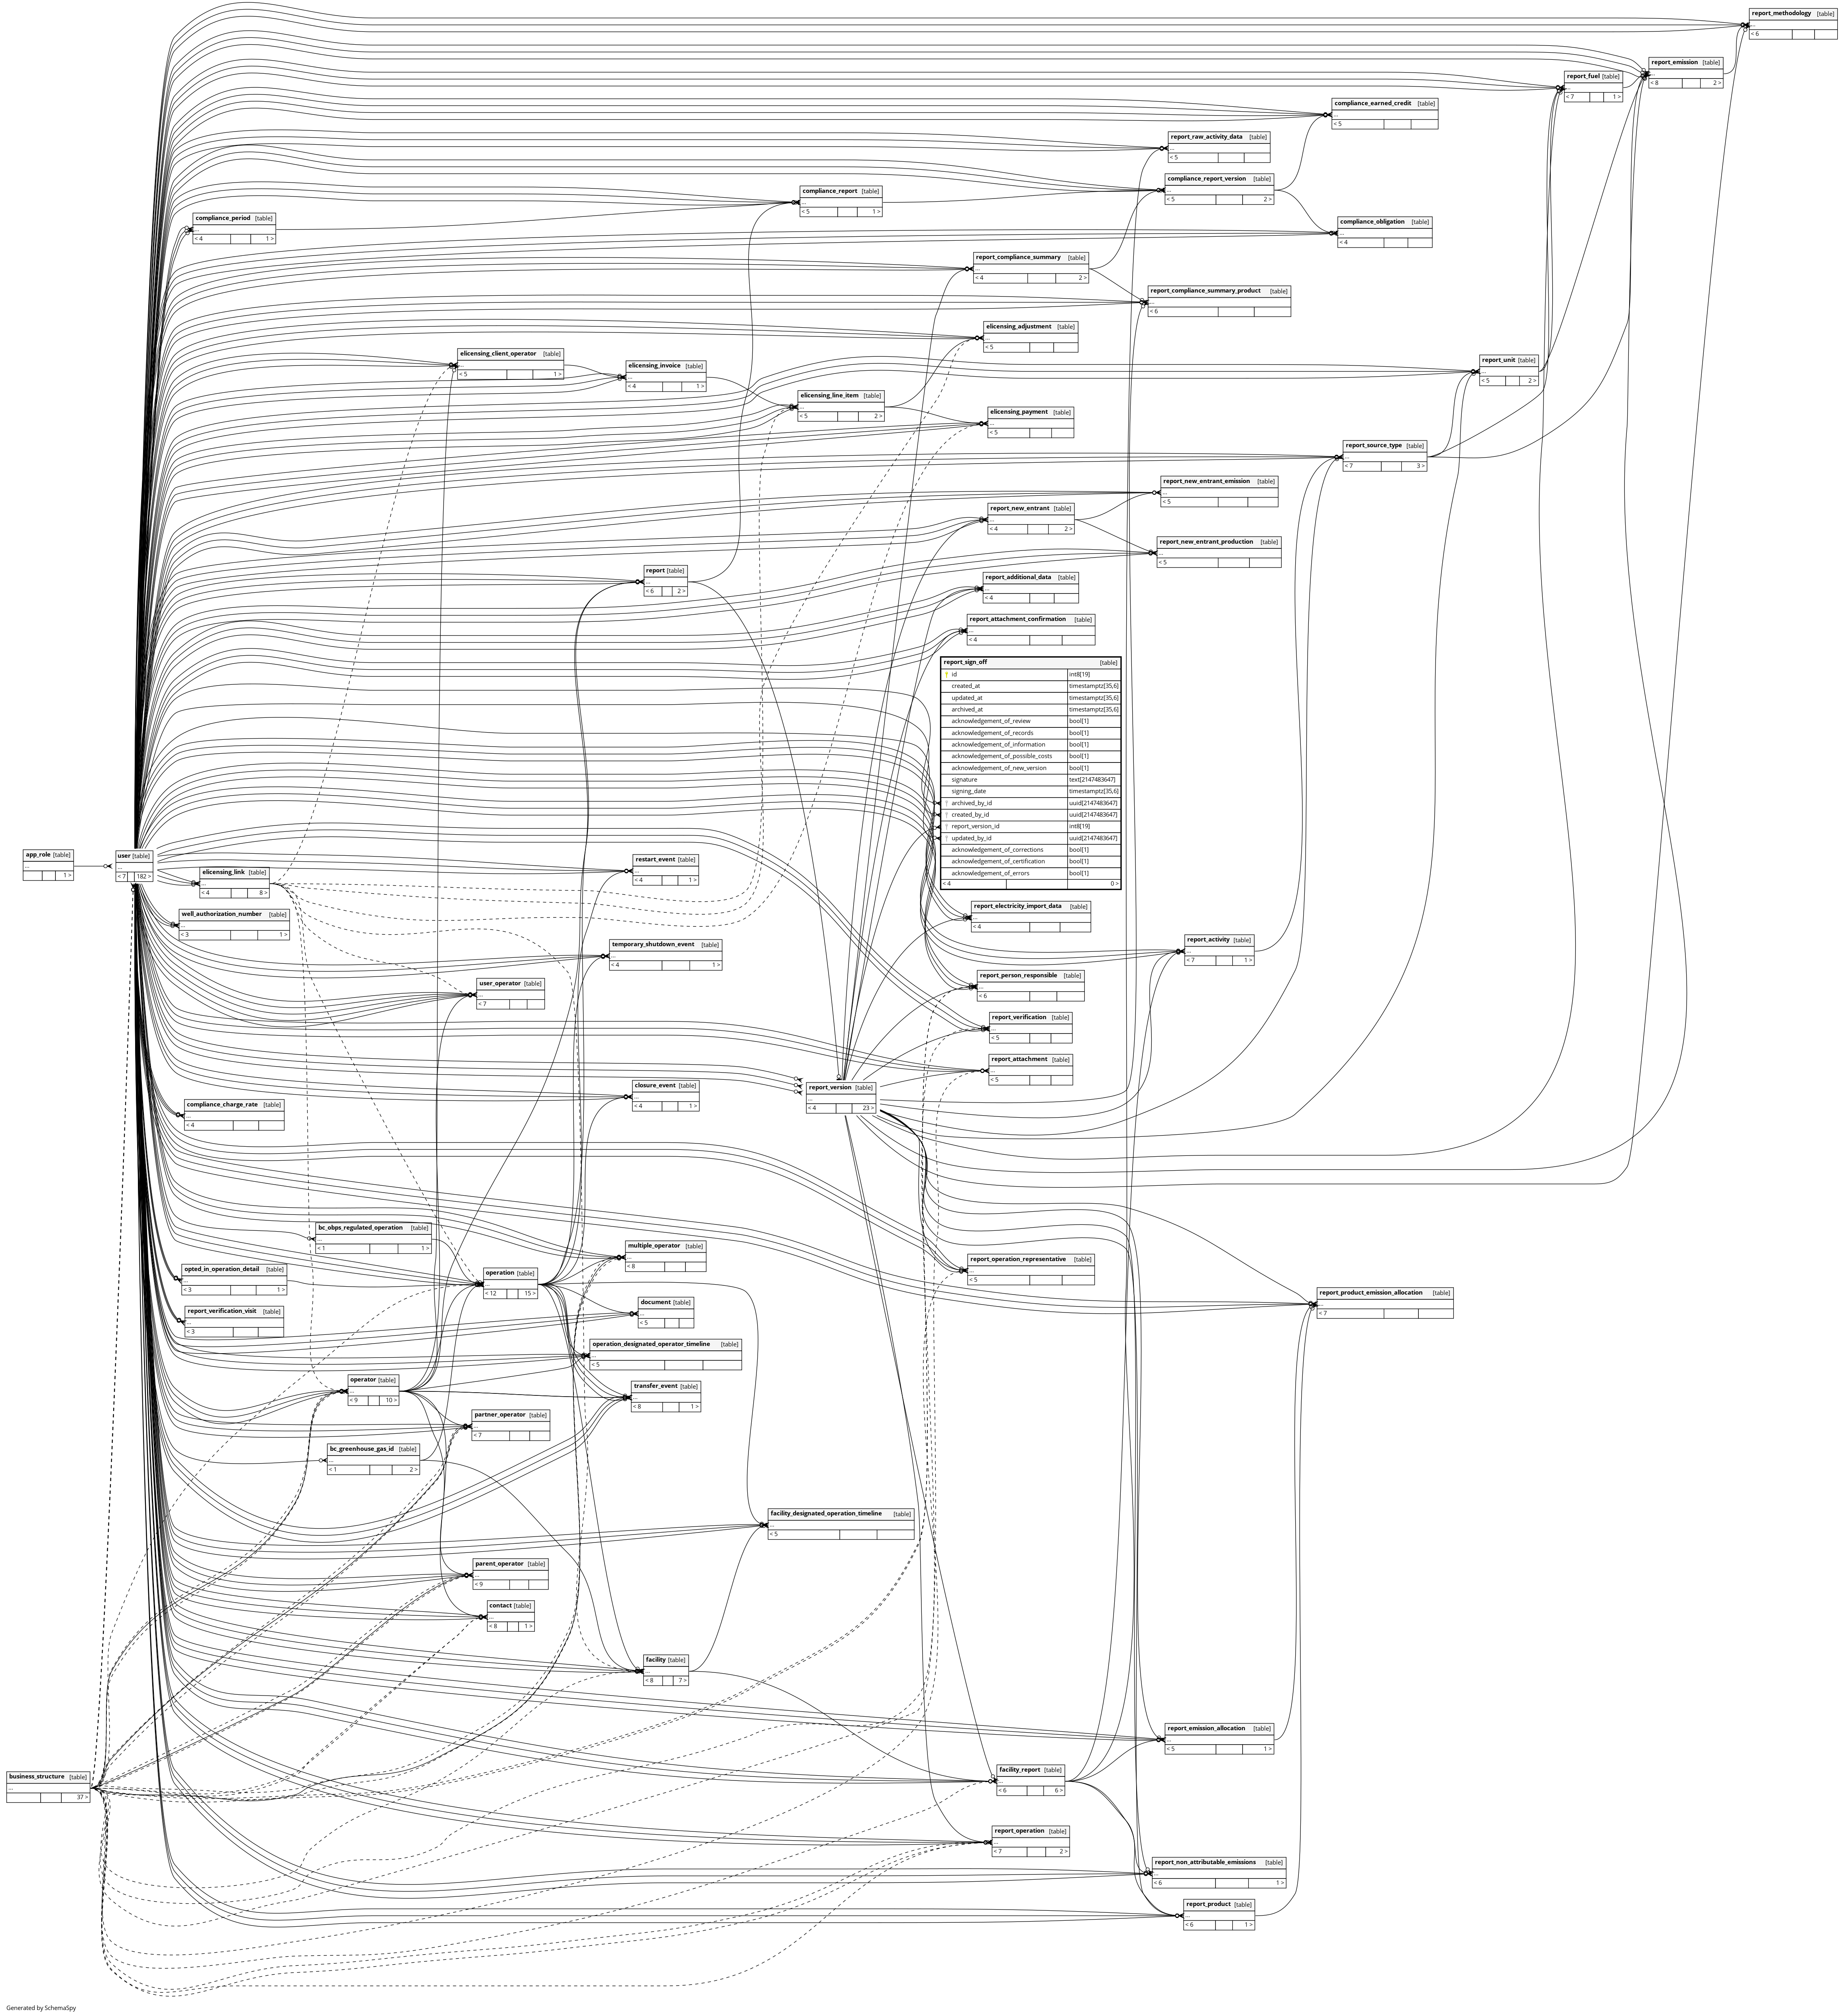 report_methodology [table]
...
< 6
report_emission [table]
...
< 8 2 >
report_fuel [table]
...
< 7 1 >
compliance_earned_credit [table]
...
< 5
report_raw_activity_data [table]
...
< 5
compliance_report_version [table]
...
< 5 2 >
compliance_report [table]
...
< 5 1 >
compliance_period [table]
...
< 4 1 >
compliance_obligation [table]
...
< 4
report_compliance_summary [table]
...
< 4 2 >
report_compliance_summary_product [table]
...
< 6
elicensing_adjustment [table]
...
< 5
elicensing_client_operator [table]
...
< 5 1 >
elicensing_invoice [table]
...
< 4 1 >
report_unit [table]
...
< 5 2 >
elicensing_line_item [table]
...
< 5 2 >
elicensing_payment [table]
...
< 5
report_source_type [table]
...
< 7 3 >
report_new_entrant_emission [table]
...
< 5
report_new_entrant [table]
...
< 4 2 >
report_new_entrant_production [table]
...
< 5
report [table]
...
< 6 2 >
report_additional_data [table]
...
< 4
report_attachment_confirmation [table]
...
< 4
report_sign_off [table]
id int8[19]
created_at timestamptz[35,6]
updated_at timestamptz[35,6]
archived_at timestamptz[35,6]
acknowledgement_of_review bool[1]
acknowledgement_of_records bool[1]
acknowledgement_of_information bool[1]
acknowledgement_of_possible_costs bool[1]
acknowledgement_of_new_version bool[1]
signature text[2147483647]
signing_date timestamptz[35,6]
archived_by_id uuid[2147483647]
created_by_id uuid[2147483647]
report_version_id int8[19]
updated_by_id uuid[2147483647]
acknowledgement_of_corrections bool[1]
acknowledgement_of_certification bool[1]
acknowledgement_of_errors bool[1]
< 4 0 >
app_role [table]
...
1 >
user [table]
...
< 7 182 >
elicensing_link [table]
...
< 4 8 >
restart_event [table]
...
< 4 1 >
well_authorization_number [table]
...
< 3 1 >
report_electricity_import_data [table]
...
< 4
temporary_shutdown_event [table]
...
< 4 1 >
report_activity [table]
...
< 7 1 >
user_operator [table]
...
< 7
report_person_responsible [table]
...
< 6
report_verification [table]
...
< 5
report_attachment [table]
...
< 5
closure_event [table]
...
< 4 1 >
report_version [table]
...
< 4 23 >
compliance_charge_rate [table]
...
< 4
bc_obps_regulated_operation [table]
...
< 1 1 >
multiple_operator [table]
...
< 8
report_operation_representative [table]
...
< 5
opted_in_operation_detail [table]
...
< 3 1 >
operation [table]
...
< 12 15 >
report_product_emission_allocation [table]
...
< 7
document [table]
...
< 5
report_verification_visit [table]
...
< 3
operation_designated_operator_timeline [table]
...
< 5
operator [table]
...
< 9 10 >
transfer_event [table]
...
< 8 1 >
partner_operator [table]
...
< 7
bc_greenhouse_gas_id [table]
...
< 1 2 >
facility_designated_operation_timeline [table]
...
< 5
parent_operator [table]
...
< 9
contact [table]
...
< 8 1 >
facility [table]
...
< 8 7 >
report_emission_allocation [table]
...
< 5 1 >
business_structure [table]
...
37 >
facility_report [table]
...
< 6 6 >
report_operation [table]
...
< 7 2 >
report_non_attributable_emissions [table]
...
< 6 1 >
report_product [table]
...
< 6 1 >
Generated by SchemaSpy